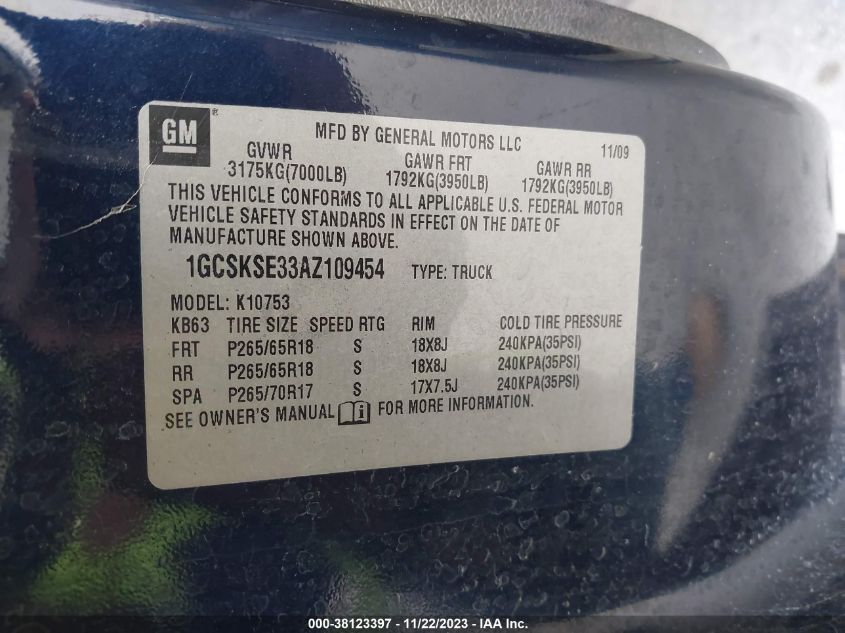 GM ®
MFD BY GENERAL MOTORS LLC 11/09
GVWR GAWR FRT GAWR RR
3175KG(7000LB) 1792KG(3950LB) 1792KG(3950LB)
THIS VEHICLE CONFORMS TO ALL APPLICABLE U.S. FEDERAL MOTOR
VEHICLE SAFETY STANDARDS IN EFFECT ON THE DATE OF
MANUFACTURE SHOWN ABOVE.
1GCSKSE33AZ109454 TYPE: TRUCK
MODEL: K10753
KB63 TIRE SIZE SPEED RTG RIM COLD TIRE PRESSURE
FRT P265/65R18 S 18X8J 240KPA(35PSI)
RR P265/65R18 S 18X8J 240KPA(35PSI)
SPA P265/70R17 S 17X7.5J 240KPA(35PSI)
SEE OWNER'S MANUAL FOR MORE INFORMATION.
000-38123397 - 11/22/2023 - IAAI.Com